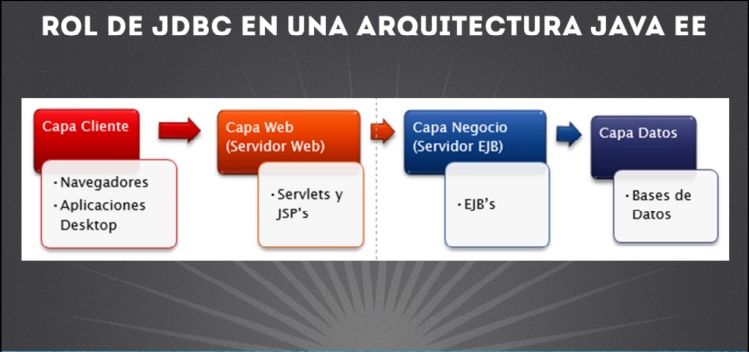 ROL DE JDBC EN UNA ARQUITECTURA JAVA EE
Capa Cliente
• Navegadores
• Aplicaciones
Desktop
Capa Web
(Servidor Web)
• Servlets y
JSP's
Capa Negocio
(Servidor EJB)
• EJB's
Capa Datos
• Bases de
Datos